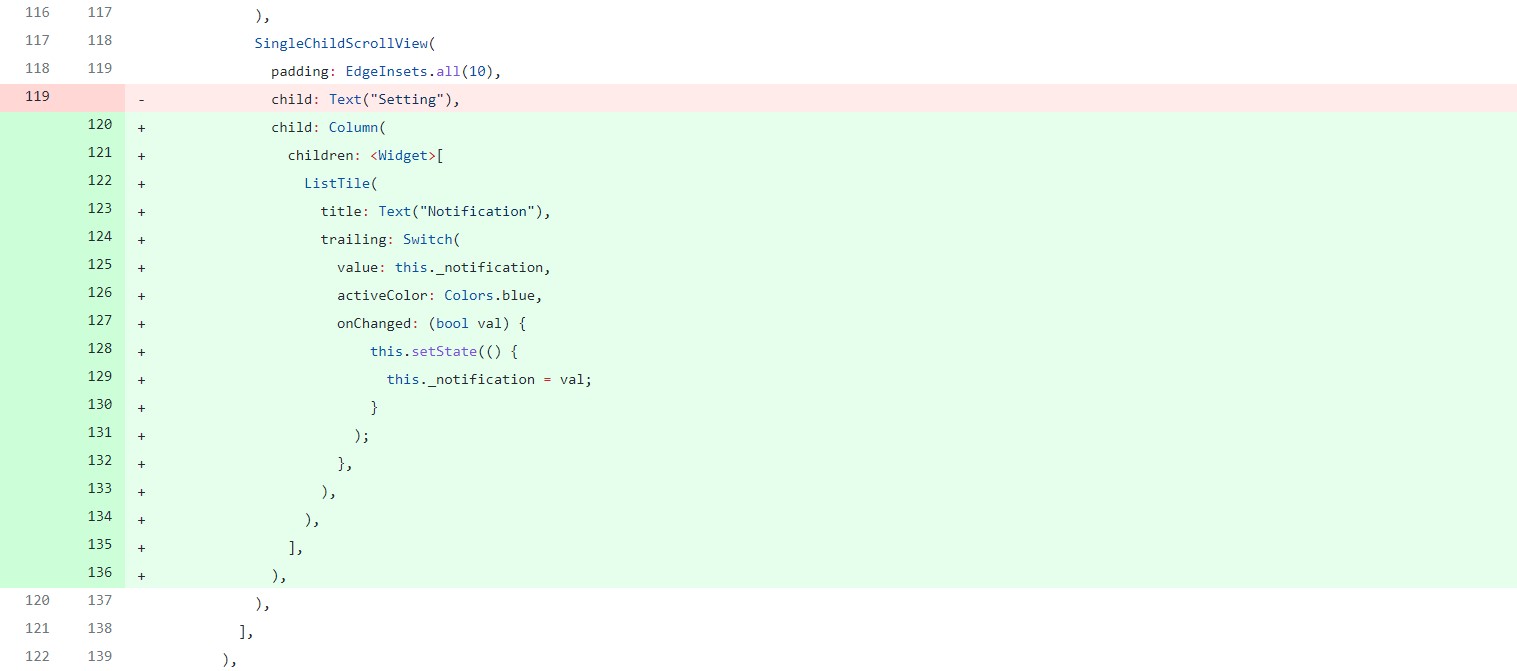 116 117 ),
117 118 SingleChildScrollView(
118 119 padding: EdgeInsets.all(10),
119 - child: Text("Setting"),
120 + child: Column(
121 + children: <Widget>[
122 + ListTile(
123 + title: Text("Notification"),
124 + trailing: Switch(
125 + value: this._notification,
126 + activeColor: Colors.blue,
127 + onChanged: (bool val) {
128 + this.setState(() {
129 + this._notification = val;
130 + }
131 + );
132 + },
133 + ),
134 + ),
135 + ],
136 + ),
120 137 ),
121 138 ],
122 139 ),